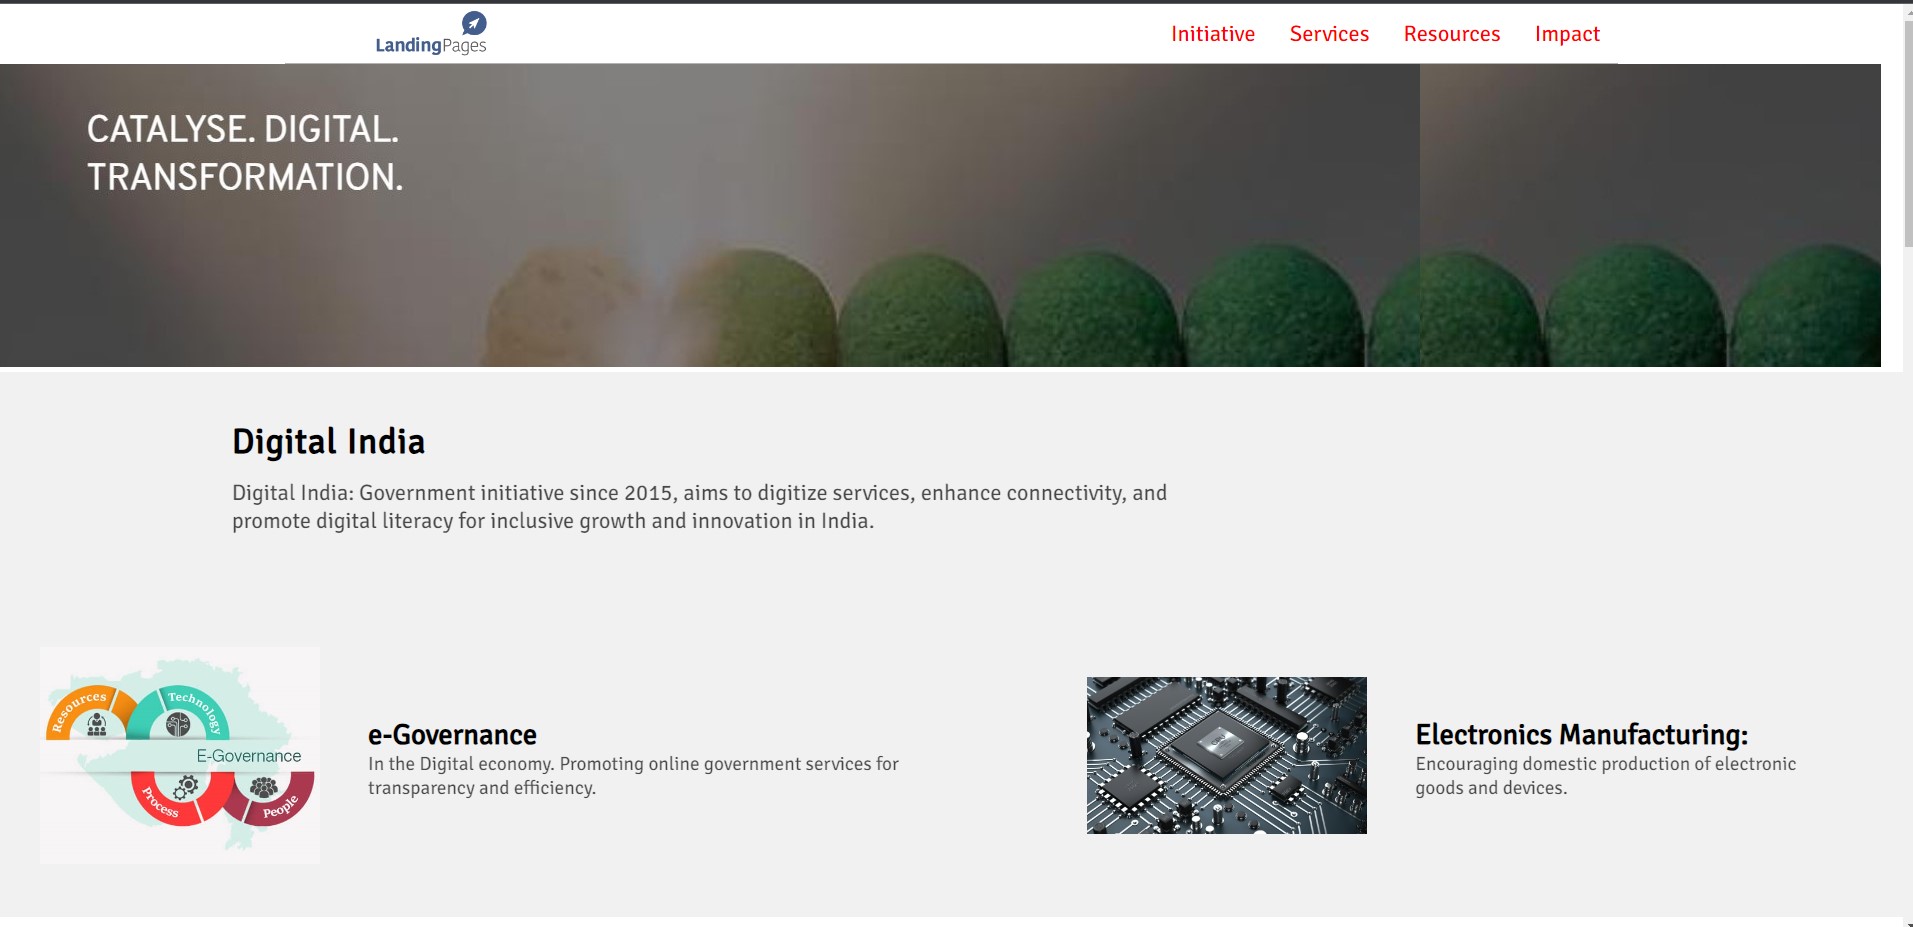 LandingPages
Initiative Services Resources Impact
CATALYSE. DIGITAL.
TRANSFORMATION.
Digital India
Digital India: Government initiative since 2015, aims to digitize services, enhance connectivity, and
promote digital literacy for inclusive growth and innovation in India.
Resources
Technology
E-Governance
Process
People
e-Governance
In the Digital economy. Promoting online government services for
transparency and efficiency.
Electronics Manufacturing:
Encouraging domestic production of electronic
goods and devices.